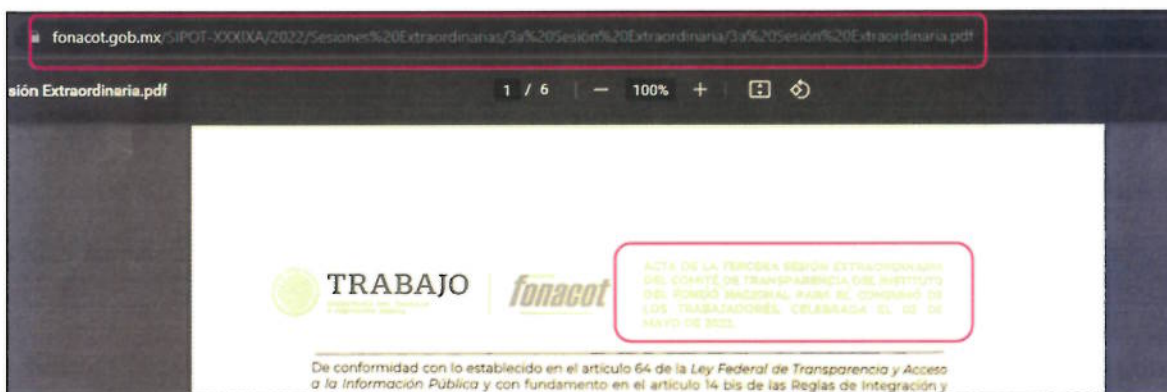 fonacot.gob.mx/SIPOT-XXXIXA/2022/Sesiones%20Extraordinarias/3a%20Sesión%20Extraordinaria/3a%20Sesión%20Extraordinaria.pdf
sión Extraordinaria.pdf
1 / 6
100%
TRABAJO
fonacot
ACTA DE LA TERCERA SESIÓN EXTRAORDINARIA
DEL COMITÉ DE TRANSPARENCIA DEL INSTITUTO
DEL FONDO NACIONAL PARA EL CONSUMO DE
LOS TRABAJADORES, CELEBRADA EL 02 DE
MAYO DE 2022.
De conformidad con lo establecido en el artículo 64 de la Ley Federal de Transparencia y Acceso
a la Información Pública y con fundamento en el artículo 14 bis de las Reglas de Integración y